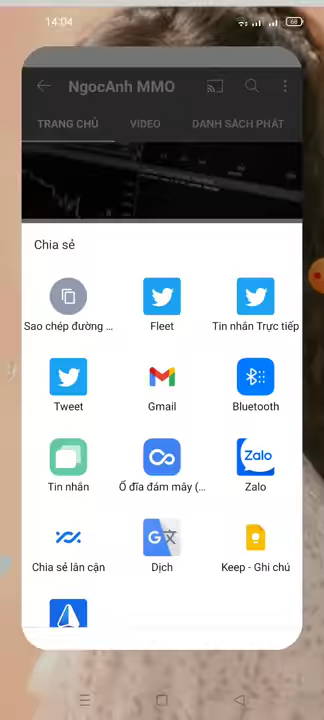 14:04
68
NgocAnh MMO
TRANG CHỦ
VIDEO
DANH SÁCH PHÁT
Chia sẻ
Sao chép đường ...
Fleet
Tin nhắn Trực tiếp
Tweet
Gmail
Bluetooth
Tin nhắn
Ổ đĩa đám mây (...
Zalo
Zalo
Chia sẻ lân cận
Dịch
Keep - Ghi chú